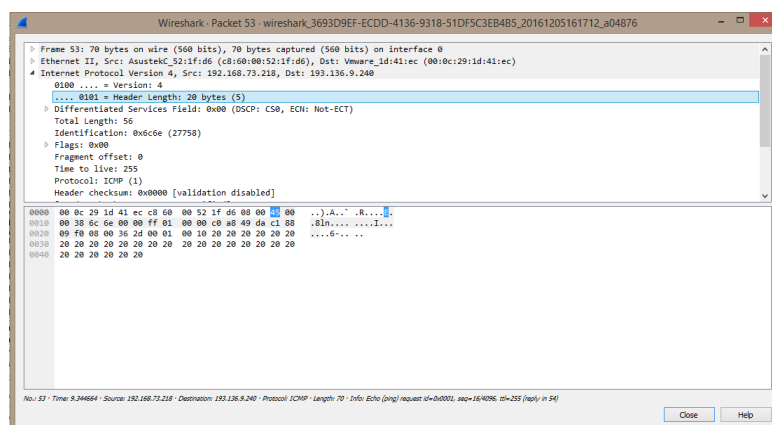 Wireshark · Packet 53 · wireshark_3693D9EF-ECDD-4136-9318-51DF5C3EB4B5_20161205161712_a04876
Frame 53: 70 bytes on wire (560 bits), 70 bytes captured (560 bits) on interface 0
Ethernet II, Src: AsustekC_52:1f:d6 (c8:60:00:52:1f:d6), Dst: Vmware_1d:41:ec (00:0c:29:1d:41:ec)
Internet Protocol Version 4, Src: 192.168.73.218, Dst: 193.136.9.240
0100 .... = Version: 4
.... 0101 = Header Length: 20 bytes (5)
Differentiated Services Field: 0x00 (DSCP: CS0, ECN: Not-ECT)
Total Length: 56
Identification: 0x6c6e (27758)
Flags: 0x00
Fragment offset: 0
Time to live: 255
Protocol: ICMP (1)
Header checksum: 0x0000 [validation disabled]
0000 00 0c 29 1d 41 ec c8 60 00 52 1f d6 08 00 45 00 ..).A..` .R....E.
0010 00 38 6c 6e 00 00 ff 01 00 00 c0 a8 49 da c1 88 .8ln.... ....I...
0020 09 f0 08 00 36 2d 00 01 00 10 20 20 20 20 20 20 ....6-.. ..
0030 20 20 20 20 20 20 20 20 20 20 20 20 20 20 20 20
0040 20 20 20 20 20 20
No.: 53 · Time: 9.344664 · Source: 192.168.73.218 · Destination: 193.136.9.240 · Protocol: ICMP · Length: 70 · Info: Echo (ping) request id=0x0001, seq=16/4096, ttl=255 (reply in 54)
Close Help